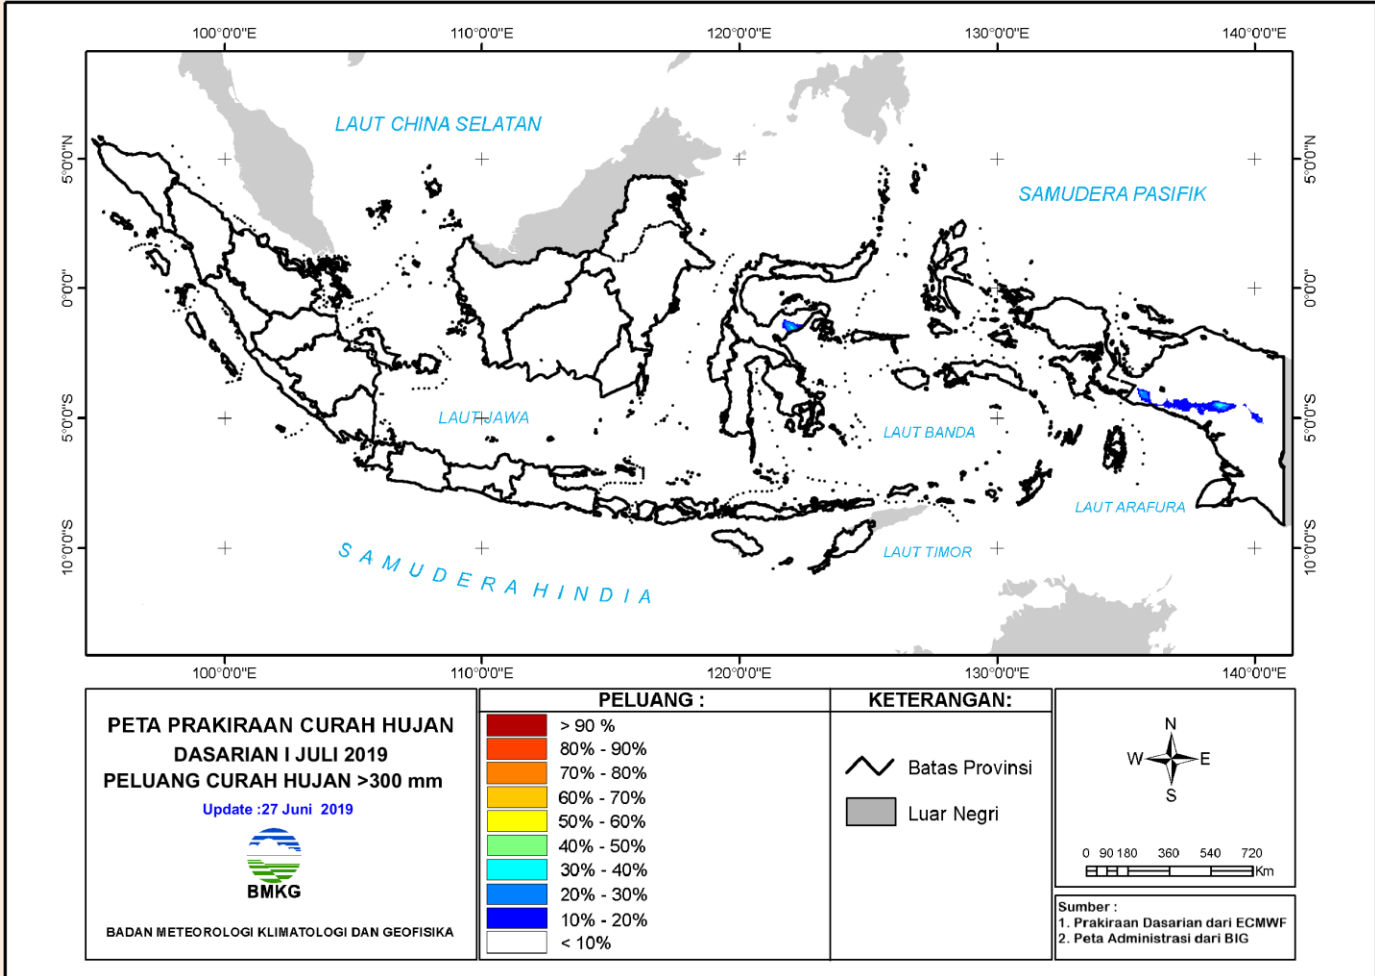 100°0'0"E 110°0'0"E 120°0'0"E 130°0'0"E 140°0'0"E
LAUT CHINA SELATAN
5°0'0"N 5°0'0"N
SAMUDERA PASIFIK
0°0'0" 0°0'0"
LAUT JAWA
5°0'0"S 5°0'0"S
LAUT BANDA
LAUT ARAFURA
10°0'0"S 10°0'0"S
LAUT TIMOR
SAMUDERA HINDIA
100°0'0"E 110°0'0"E 120°0'0"E 130°0'0"E 140°0'0"E
PETA PRAKIRAAN CURAH HUJAN
DASARIAN I JULI 2019
PELUANG CURAH HUJAN >300 mm
Update :27 Juni 2019
BMKG
BADAN METEOROLOGI KLIMATOLOGI DAN GEOFISIKA
PELUANG :
> 90 %
80% - 90%
70% - 80%
60% - 70%
50% - 60%
40% - 50%
30% - 40%
20% - 30%
10% - 20%
< 10%
KETERANGAN:
Batas Provinsi
Luar Negri
N
W E
S
0 90 180 360 540 720
Km
Sumber :
1. Prakiraan Dasarian dari ECMWF
2. Peta Administrasi dari BIG